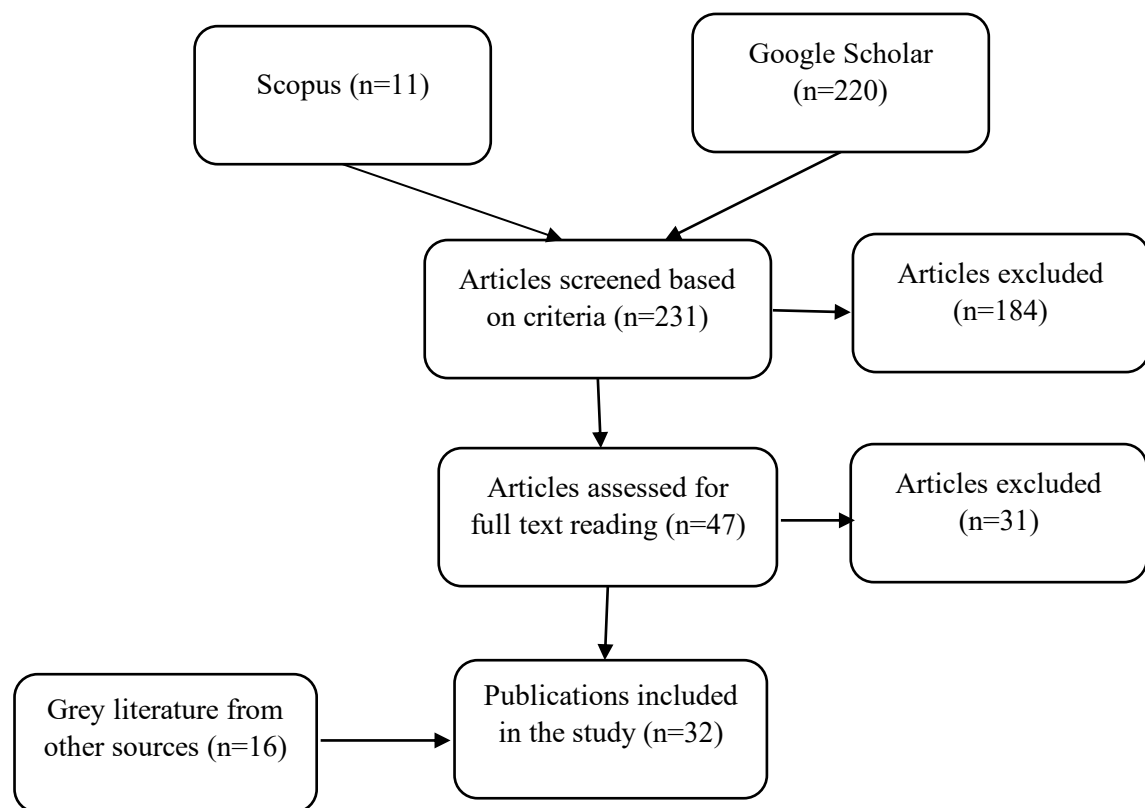 Scopus (n=11)
Google Scholar
(n=220)
Articles screened based
on criteria (n=231)
Articles excluded
(n=184)
Articles assessed for
full text reading (n=47)
Articles excluded
(n=31)
Grey literature from
other sources (n=16)
Publications included
in the study (n=32)